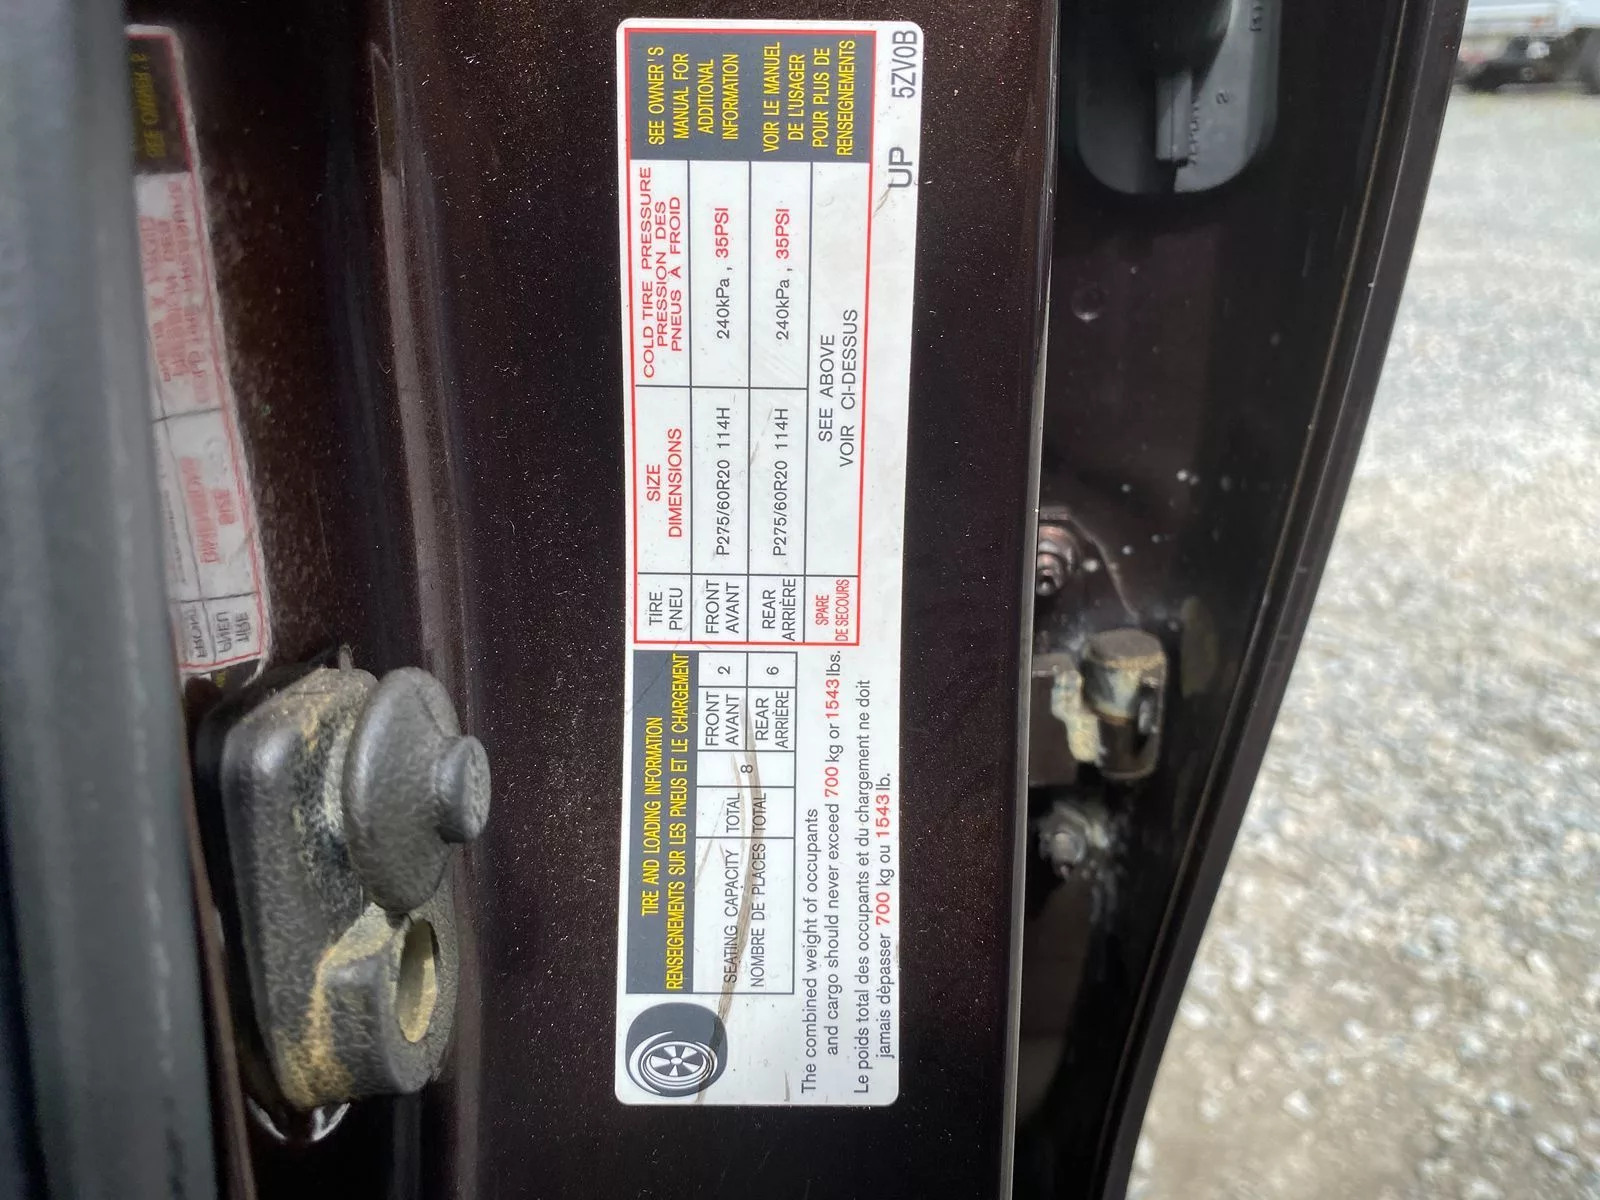 TIRE AND LOADING INFORMATION
RENSEIGNEMENTS SUR LES PNEUS ET LE CHARGEMENT
SEATING CAPACITY
NOMBRE DE PLACES
TOTAL
TOTAL
8
FRONT
AVANT
2
REAR
ARRIÈRE
6
The combined weight of occupants
and cargo should never exceed 700 kg or 1543 lbs.
Le poids total des occupants et du chargement ne doit
jamais dèpasser 700 kg ou 1543 lb.
TIRE
PNEU
SIZE
DIMENSIONS
COLD TIRE PRESSURE
PRESSION DES
PNEUS À FROID
FRONT
AVANT
P275/60R20 114H
240kPa , 35PSI
REAR
ARRIÈRE
P275/60R20 114H
240kPa , 35PSI
SPARE
DE SECOURS
SEE ABOVE
VOIR CI-DESSUS
SEE OWNER'S
MANUAL FOR
ADDITIONAL
INFORMATION
VOIR LE MANUEL
DE L'USAGER
POUR PLUS DE
RENSEIGNEMENTS
UP 5ZV0B
TIRE
PNEU
SIZE